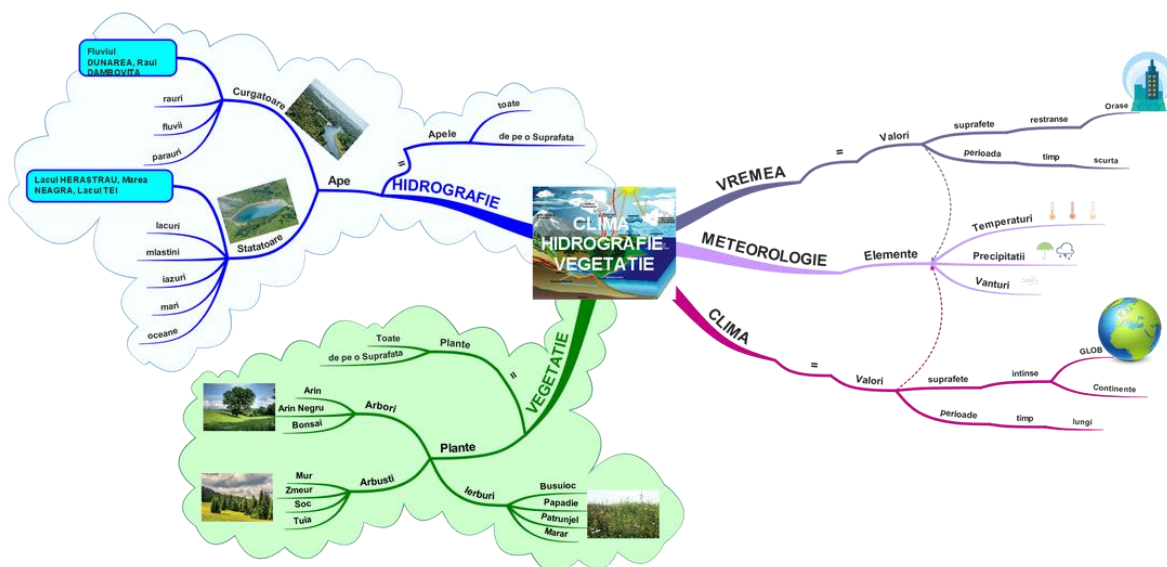 CLIMA
HIDROGRAFIE
VEGETATIE
HIDROGRAFIE
=
Apele
toate
de pe o Suprafata
Ape
Curgatoare
Fluviul
DUNAREA, Raul
DAMBOVITA
rauri
fluvii
parauri
Statatoare
Lacul HERASTRAU, Marea
NEAGRA, Lacul TEI
lacuri
mlastini
iazuri
mari
oceane
VREMEA
=
Valori
suprafete
restranse
Orase
perioada
timp
scurta
METEOROLOGIE
Elemente
Temperaturi
Precipitatii
Vanturi
CLIMA
=
Valori
suprafete
intinse
GLOB
Continente
perioade
timp
lungi
VEGETATIE
=
Plante
Toate
de pe o Suprafata
Plante
Arbori
Arin
Arin Negru
Bonsai
Arbusti
Mur
Zmeur
Soc
Tuia
Ierburi
Busuioc
Papadie
Patrunjel
Marar